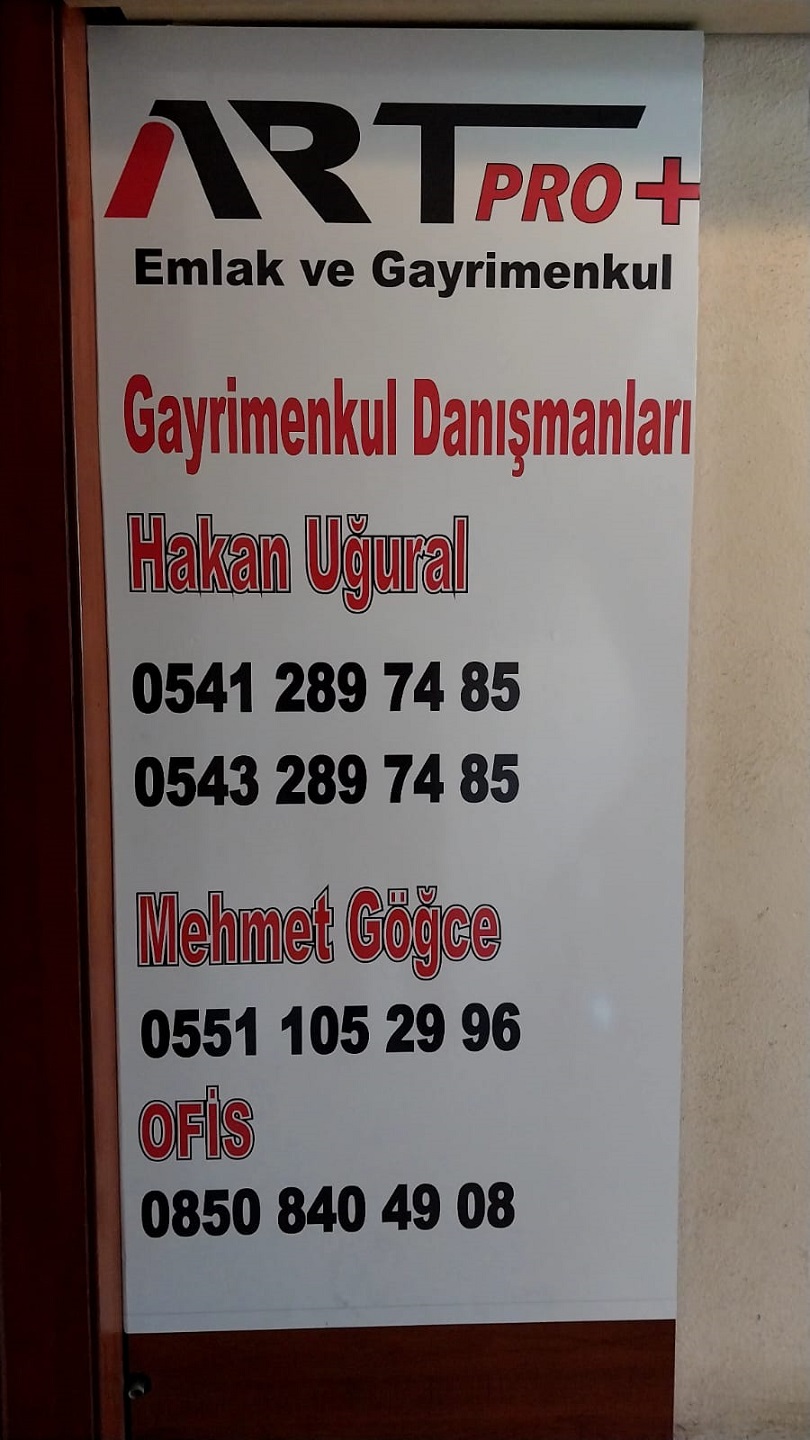 ART PRO+
Emlak ve Gayrimenkul
Gayrimenkul Danışmanları
Hakan Uğural
0541 289 74 85
0543 289 74 85
Mehmet Göğce
0551 105 29 96
OFİS
0850 840 49 08